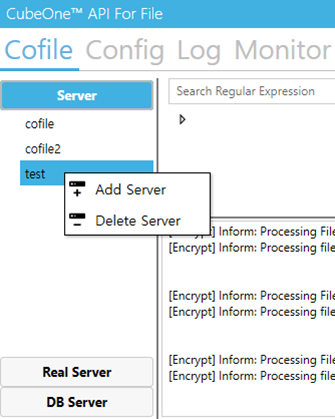 CubeOne™ API For File
Cofile Config Log Monitor
Server
cofile
cofile2
test
Add Server
Delete Server
Real Server
DB Server
Search Regular Expression
[Encrypt] Inform: Processing File
[Encrypt] Inform: Processing file
[Encrypt] Inform: Processing File
[Encrypt] Inform: Processing file
[Encrypt] Inform: Processing File
[Encrypt] Inform: Processing file